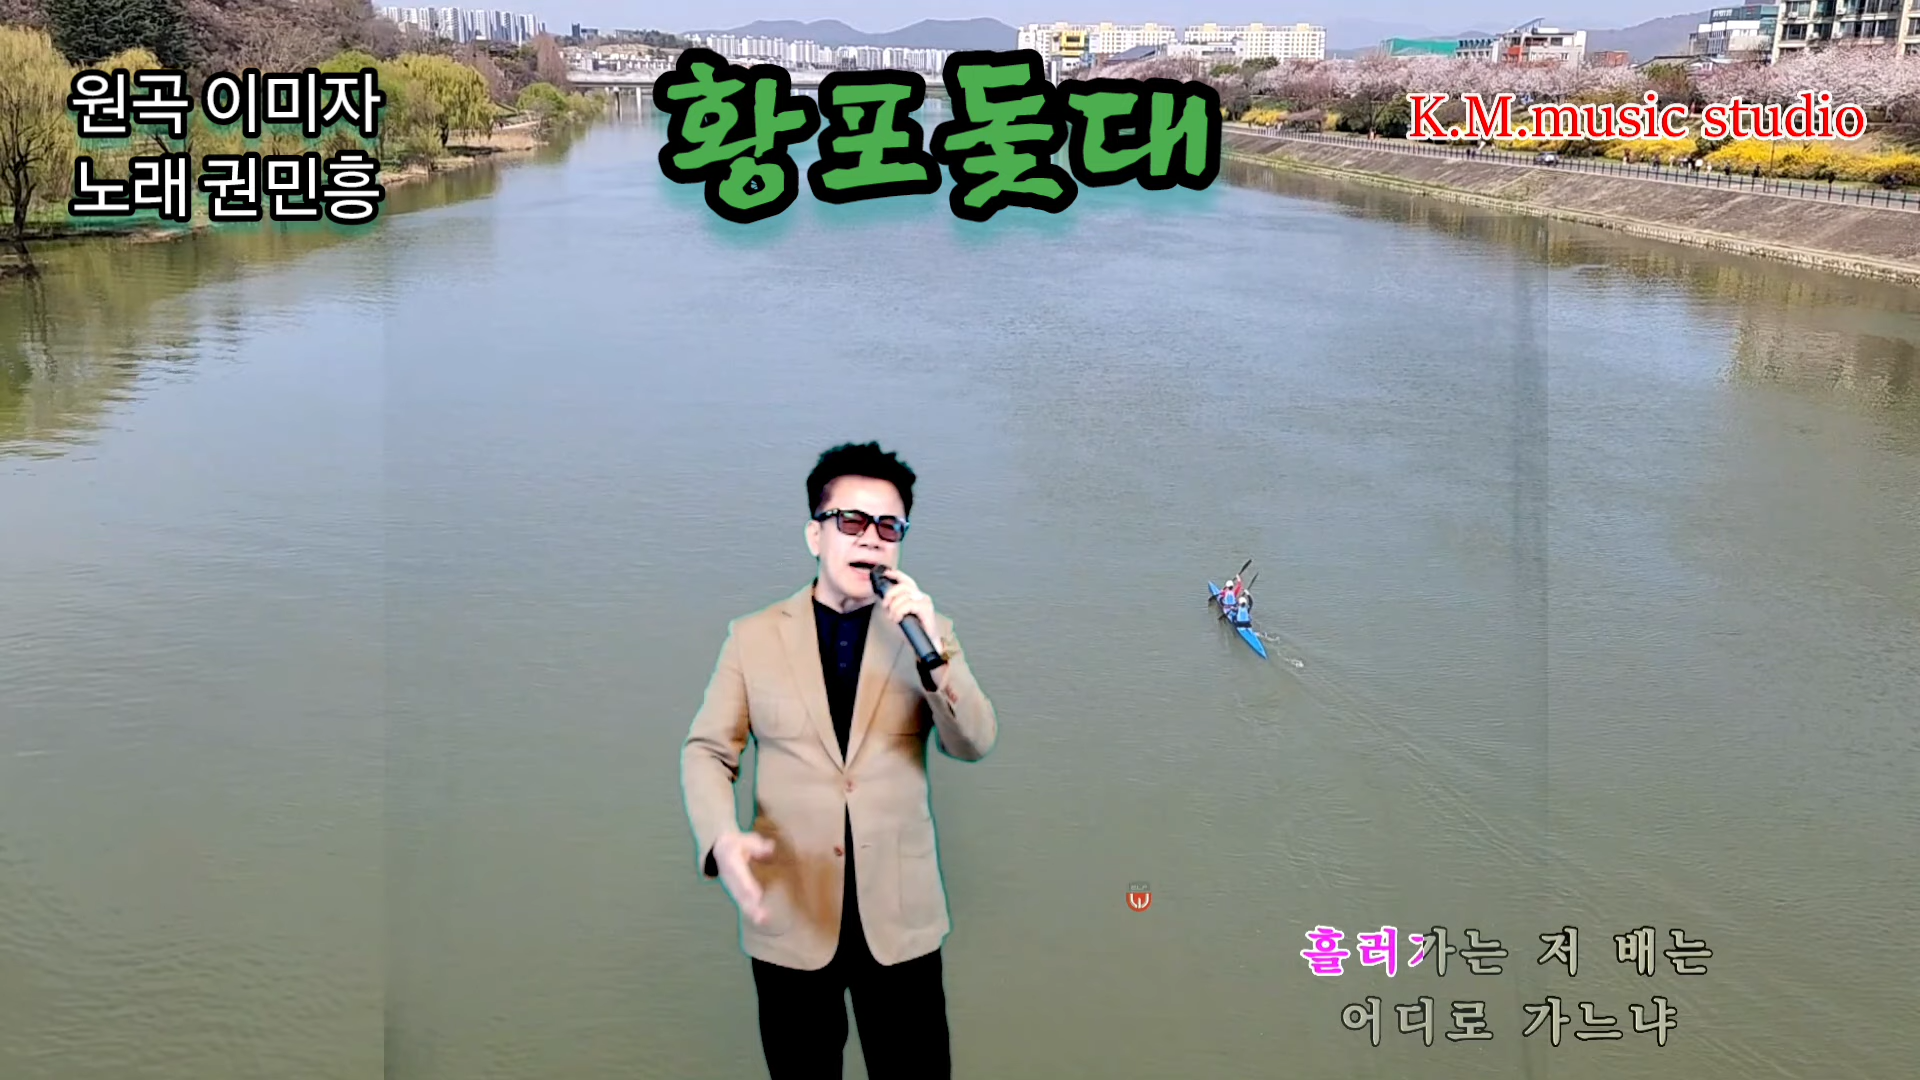 원곡 이미자
노래 권민흥
황포돛대
K.M.music studio
흘러가는 저 배는
어디로 가느냐